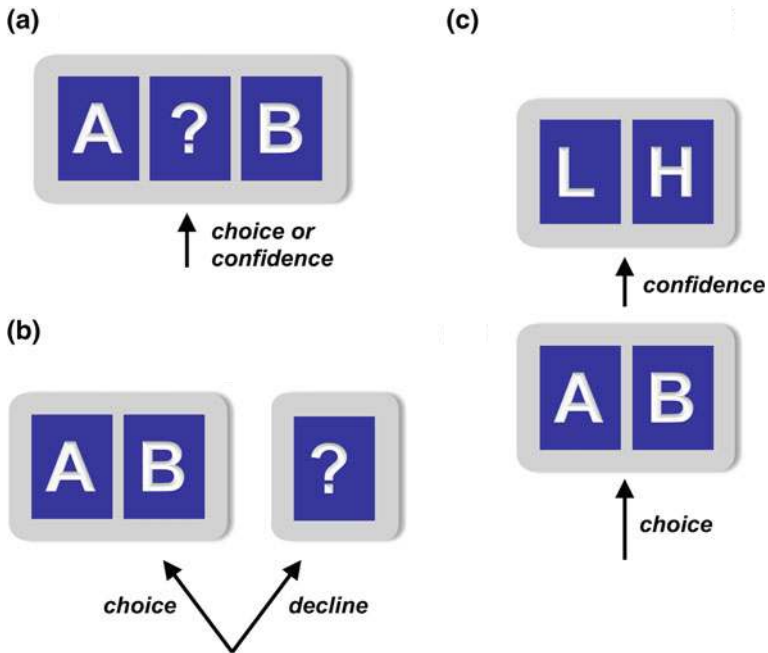 (a)
A ? B
choice or
confidence
(b)
A B
?
choice
decline
(c)
L H
confidence
A B
choice